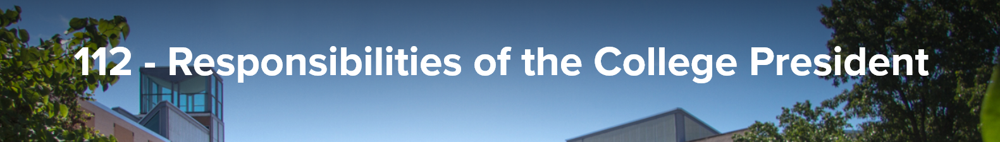 112 - Responsibilities of the College President